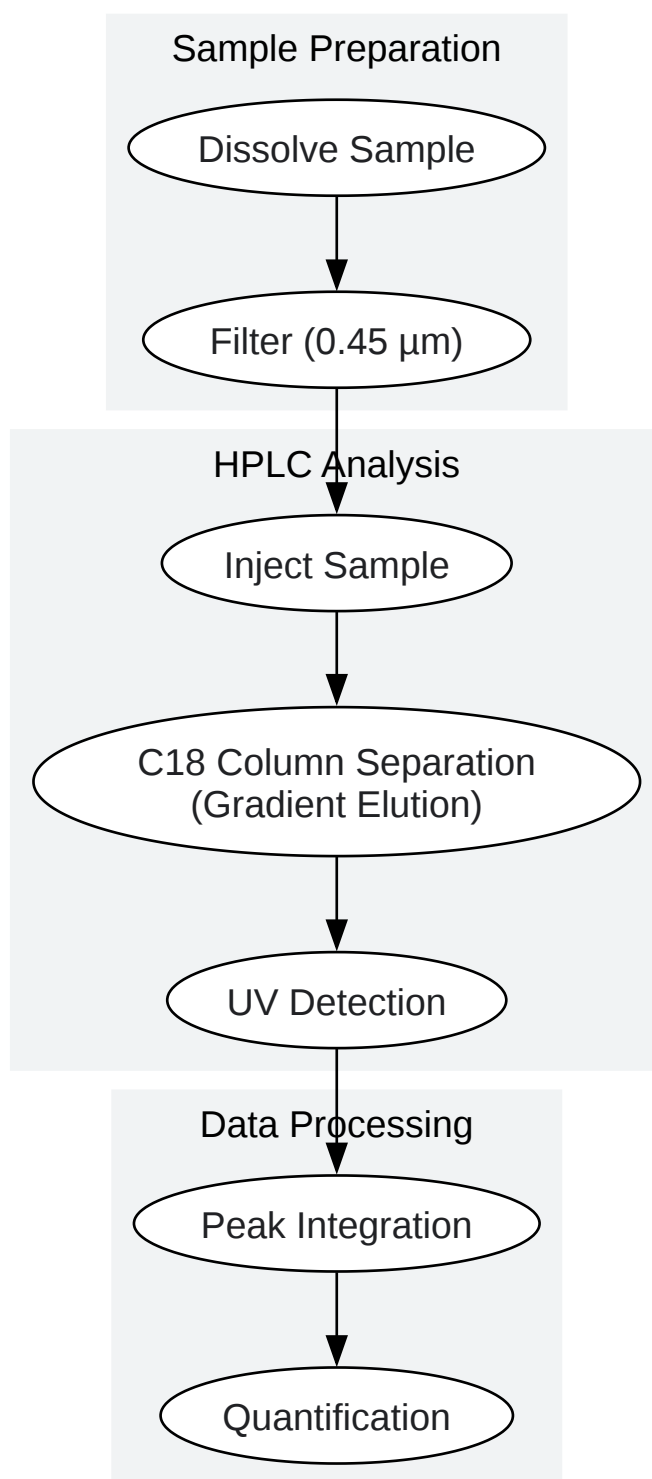 Sample Preparation
Dissolve Sample
Filter (0.45 µm)
HPLC Analysis
Inject Sample
C18 Column Separation
(Gradient Elution)
UV Detection
Data Processing
Peak Integration
Quantification